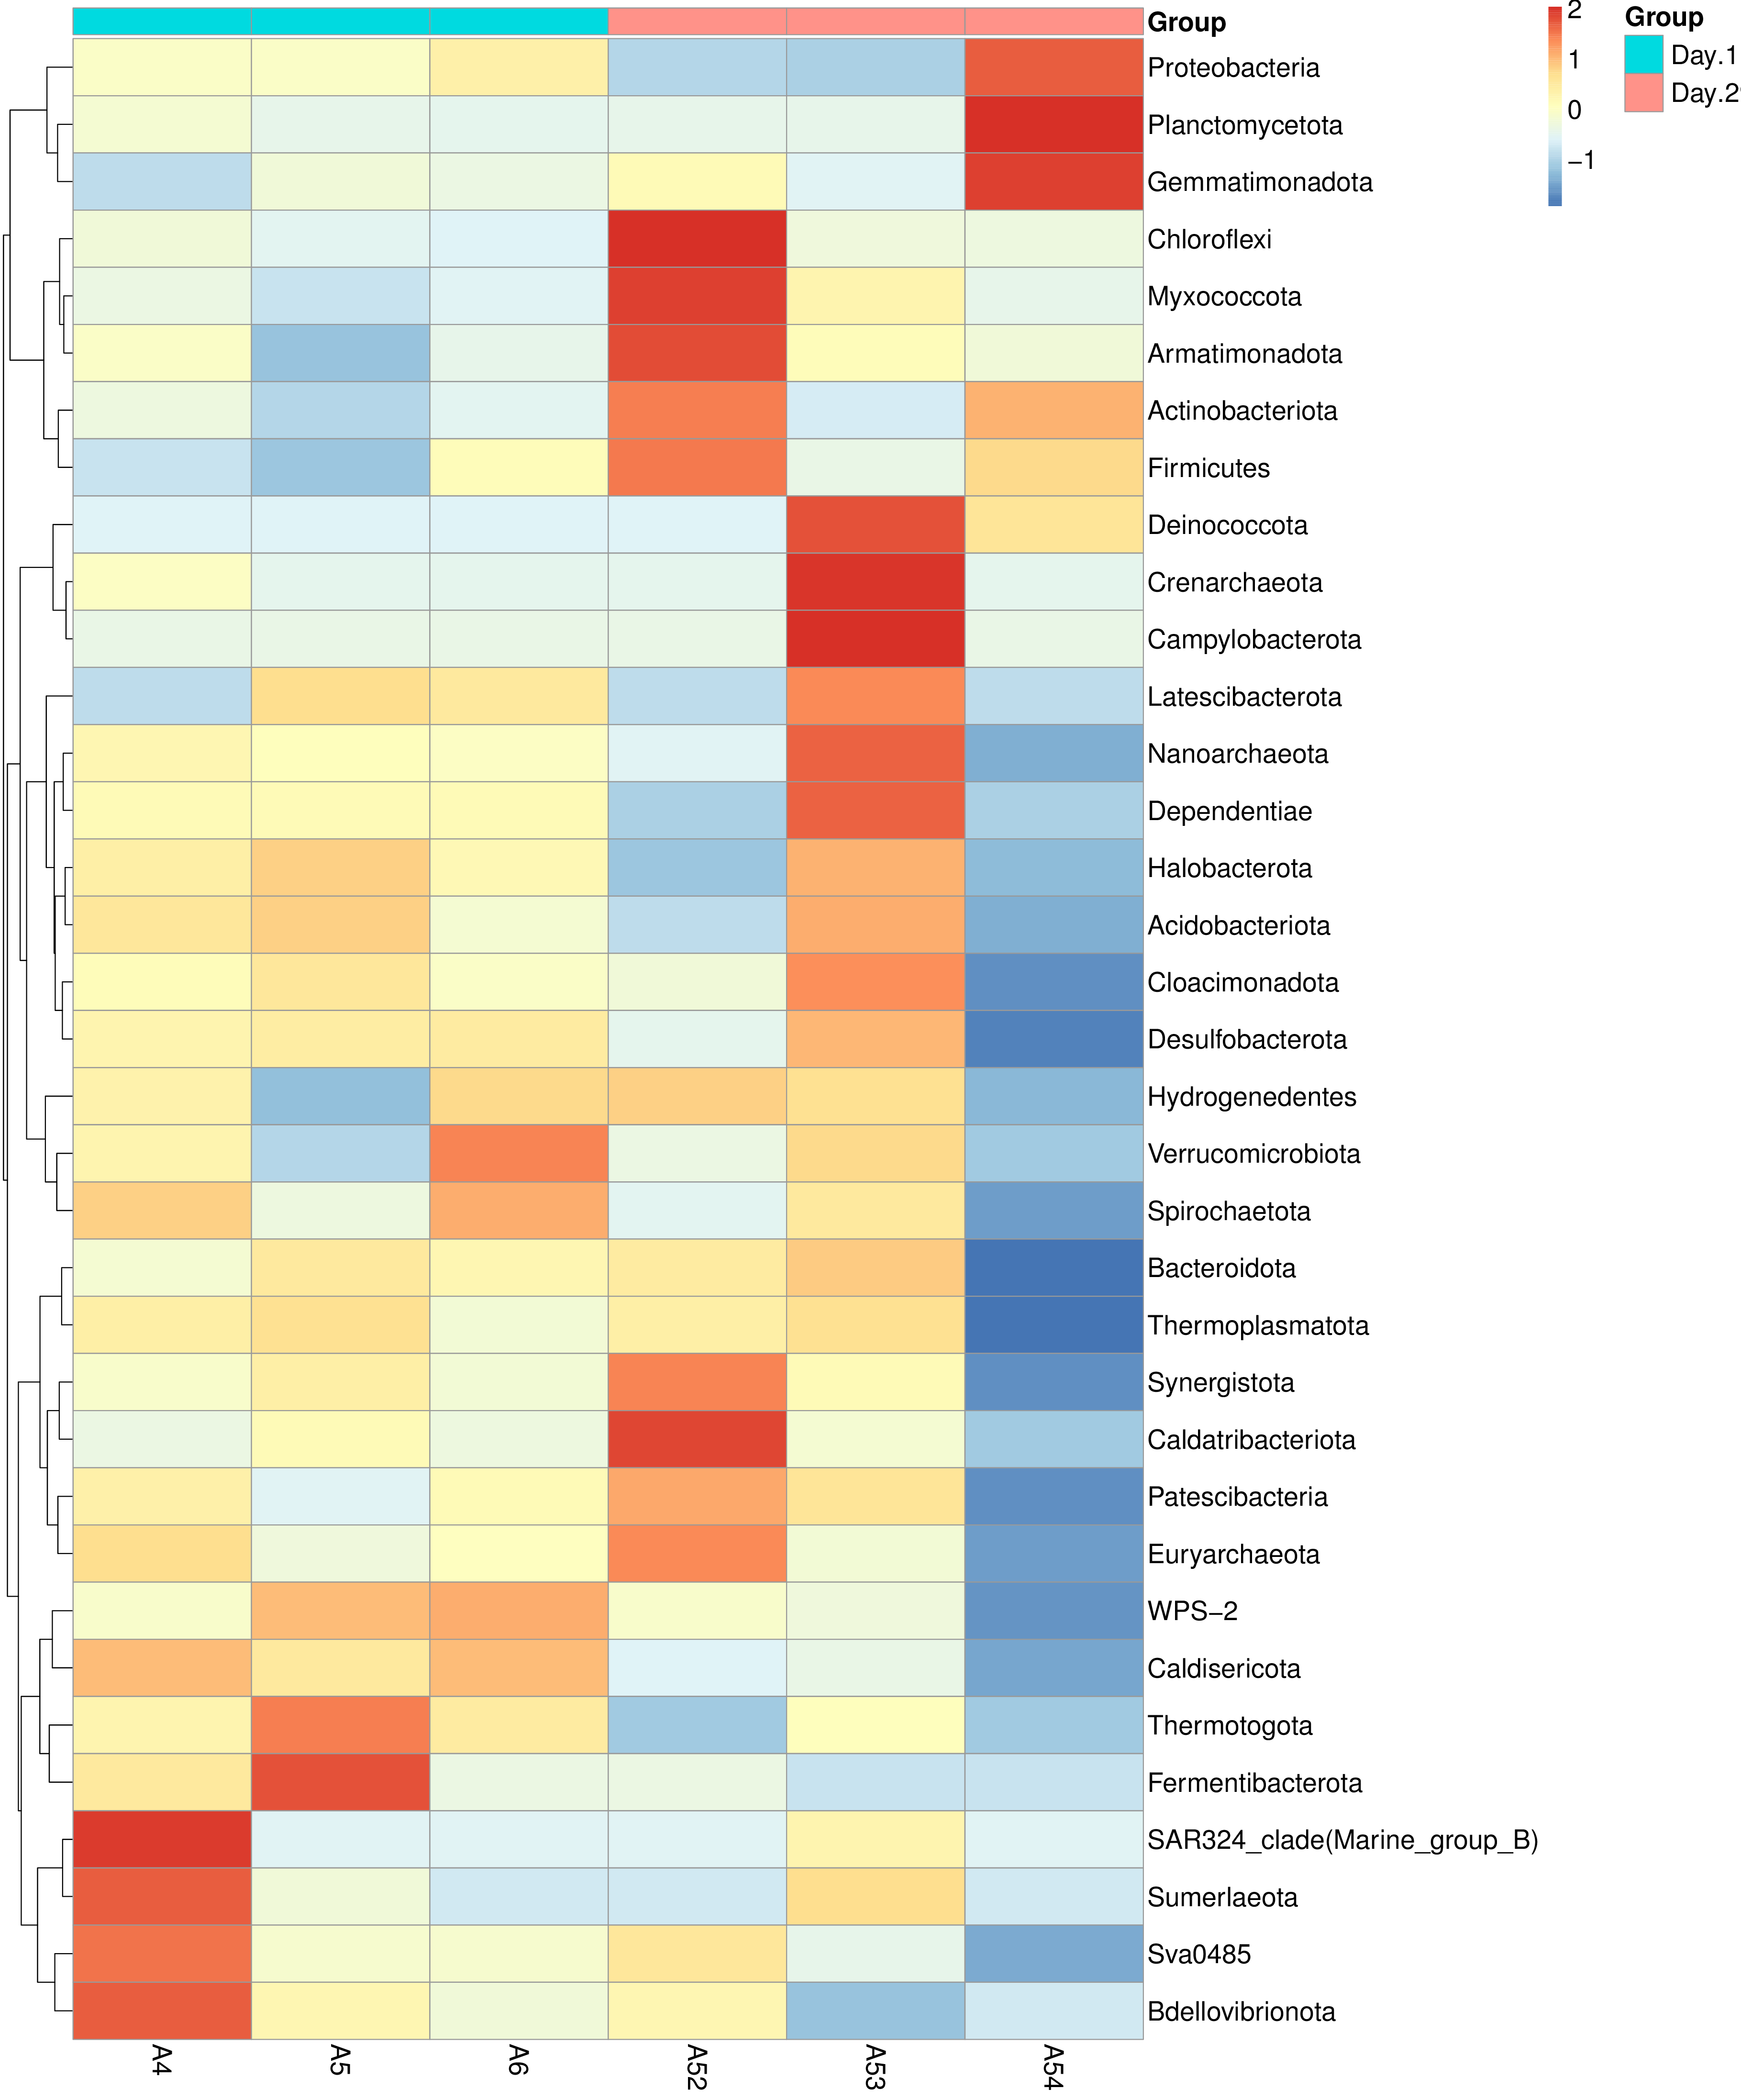 Group
Proteobacteria
Planctomycetota
Gemmatimonadota
Chloroflexi
Myxococcota
Armatimonadota
Actinobacteriota
Firmicutes
Deinococcota
Crenarchaeota
Campylobacterota
Latescibacterota
Nanoarchaeota
Dependentiae
Halobacterota
Acidobacteriota
Cloacimonadota
Desulfobacterota
Hydrogenedentes
Verrucomicrobiota
Spirochaetota
Bacteroidota
Thermoplasmatota
Synergistota
Caldatribacteriota
Patescibacteria
Euryarchaeota
WPS−2
Caldisericota
Thermotogota
Fermentibacterota
SAR324_clade(Marine_group_B)
Sumerlaeota
Sva0485
Bdellovibrionota
A4 A5 A6 A52 A53 A54
2
1
0
−1
Group
Day.1
Day.2